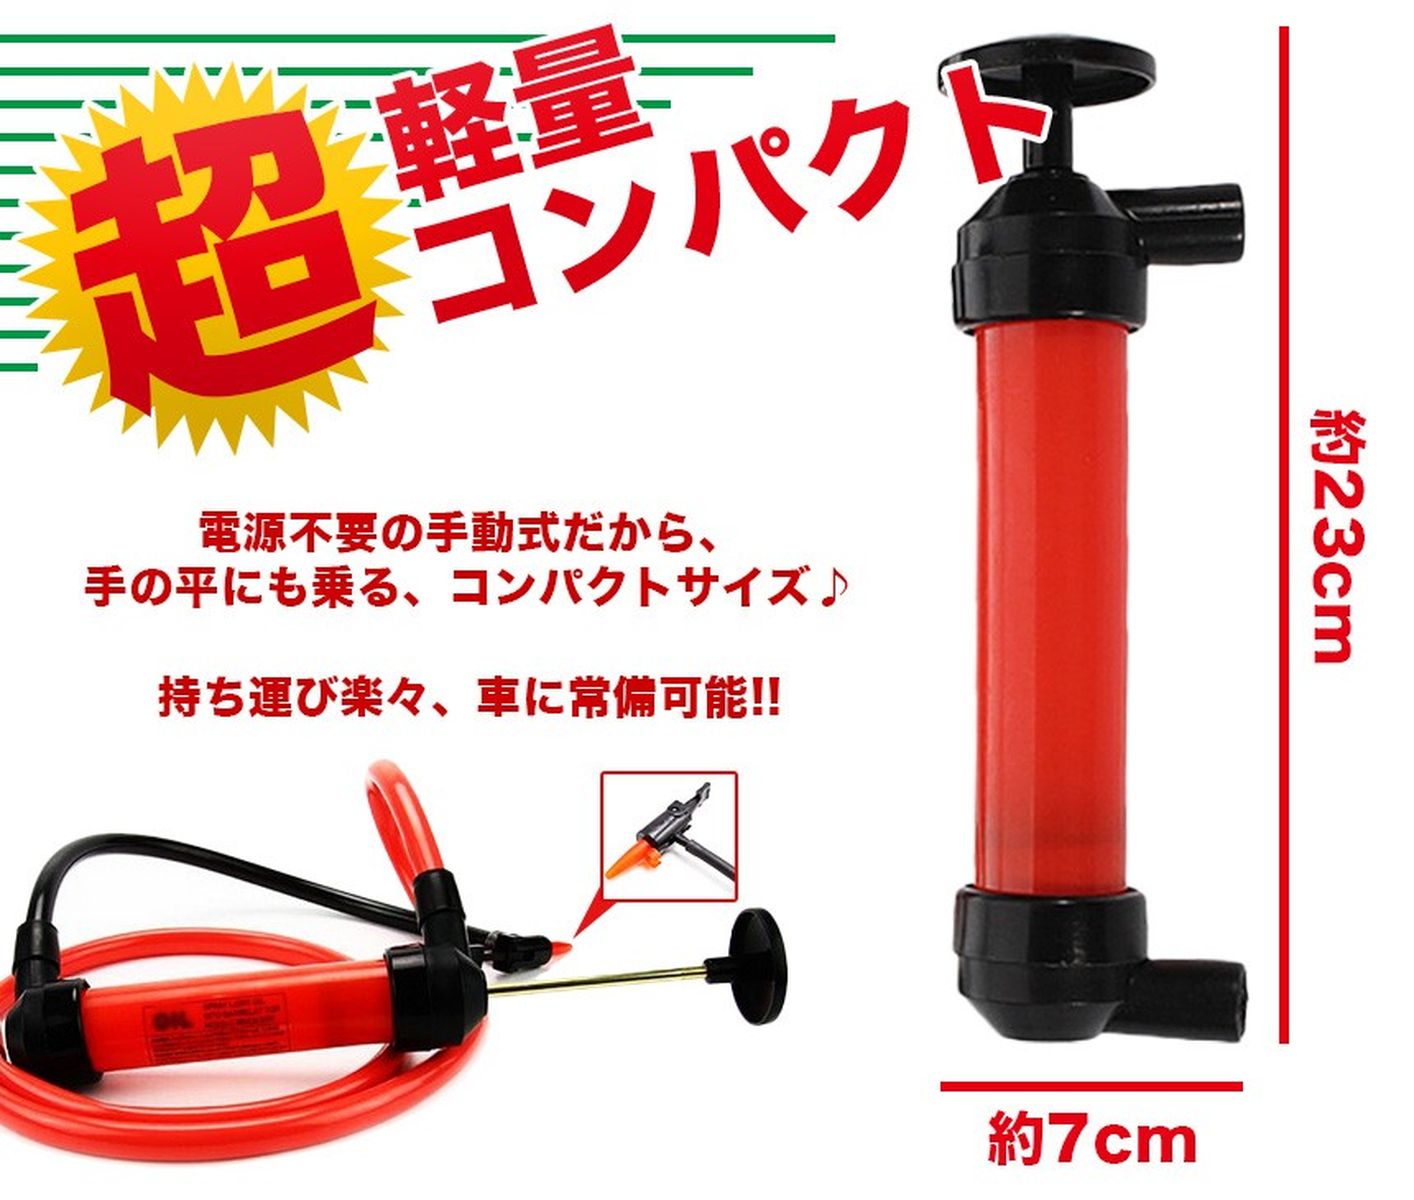 超軽量
コンパクト
電源不要の手動式だから、
手の平にも乗る、コンパクトサイズ♪
持ち運び楽々、車に常備可能!!
約23cm
約7cm
OIL